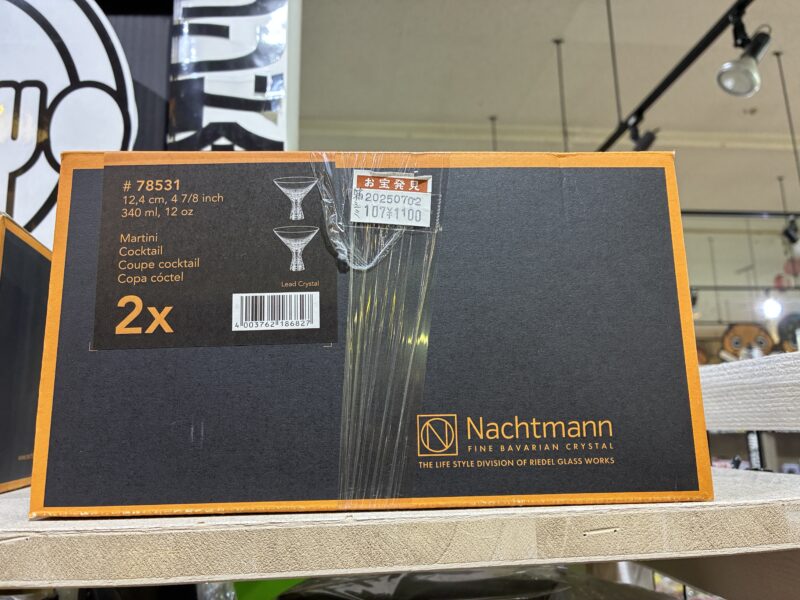 # 78531
12,4 cm, 4 7/8 inch
340 ml, 12 oz
Martini
Cocktail
Coupe cocktail
Copa cóctel
2x
Lead Crystal
4 003762 186827
お宝発見
20250702
107¥1100
Nachtmann
FINE BAVARIAN CRYSTAL
THE LIFE STYLE DIVISION OF RIEDEL GLASS WORKS